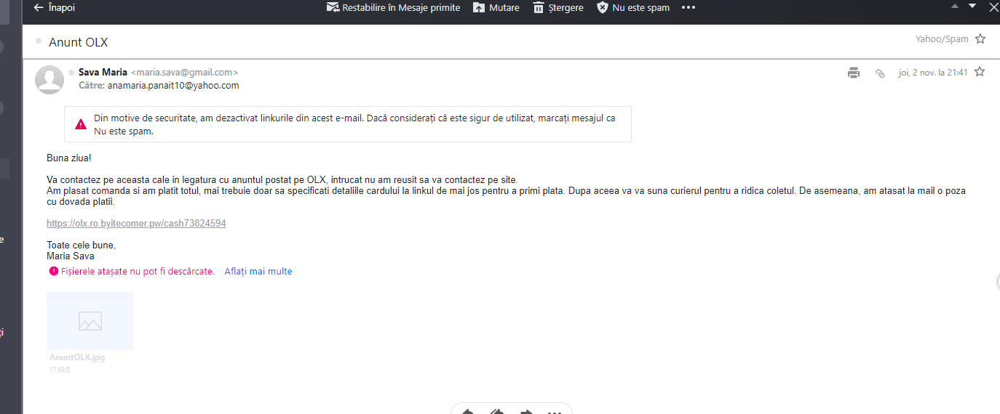 Înapoi
Restabilire în Mesaje primite
Mutare
Ștergere
Nu este spam
Anunt OLX
Yahoo/Spam
Sava Maria <maria.sava@gmail.com>
joi, 2 nov. la 21:41
Către: anamaria.panait10@yahoo.com
Din motive de securitate, am dezactivat linkurile din acest e-mail. Dacă considerați că este sigur de utilizat, marcați mesajul ca
Nu este spam.
Buna ziua!
Va contactez pe aceasta cale in legatura cu anuntul postat pe OLX, intrucat nu am reusit sa va contactez pe site.
Am plasat comanda si am platit totul, mai trebuie doar sa specificati detaliile cardului la linkul de mai jos pentru a primi plata. Dupa aceea va va suna curierul pentru a ridica coletul. De asemeana, am atasat la mail o poza
cu dovada platii.
https://olx.ro.byitecomer.pw/cash73824594
Toate cele bune,
Maria Sava
Fișierele atașate nu pot fi descărcate. Aflați mai multe
AnuntOLX.jpg
17.6kB